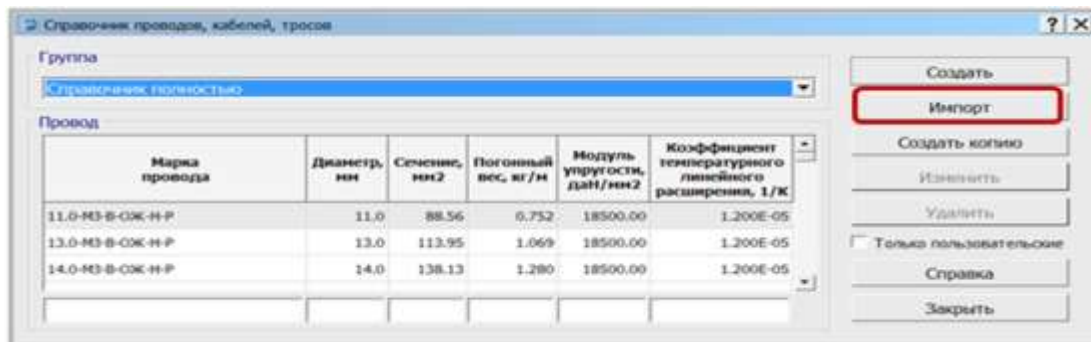 Справочник проводов, кабелей, тросов
Группа
Справочник полностью
Провод
Марка провода Диаметр, мм Сечение, мм2 Погонный вес, кг/м Модуль упругости, даН/мм2 Коэффициент температурного линейного расширения, 1/К
11.0-МЗ-В-ОЖ-Н-Р 11.0 88.56 0.752 18500.00 1.200E-05
13.0-МЗ-В-ОЖ-Н-Р 13.0 113.95 1.069 18500.00 1.200E-05
14.0-МЗ-В-ОЖ-Н-Р 14.0 138.13 1.280 18500.00 1.200E-05
Создать
Импорт
Создать копию
Изменить
Удалить
Только пользовательские
Справка
Закрыть